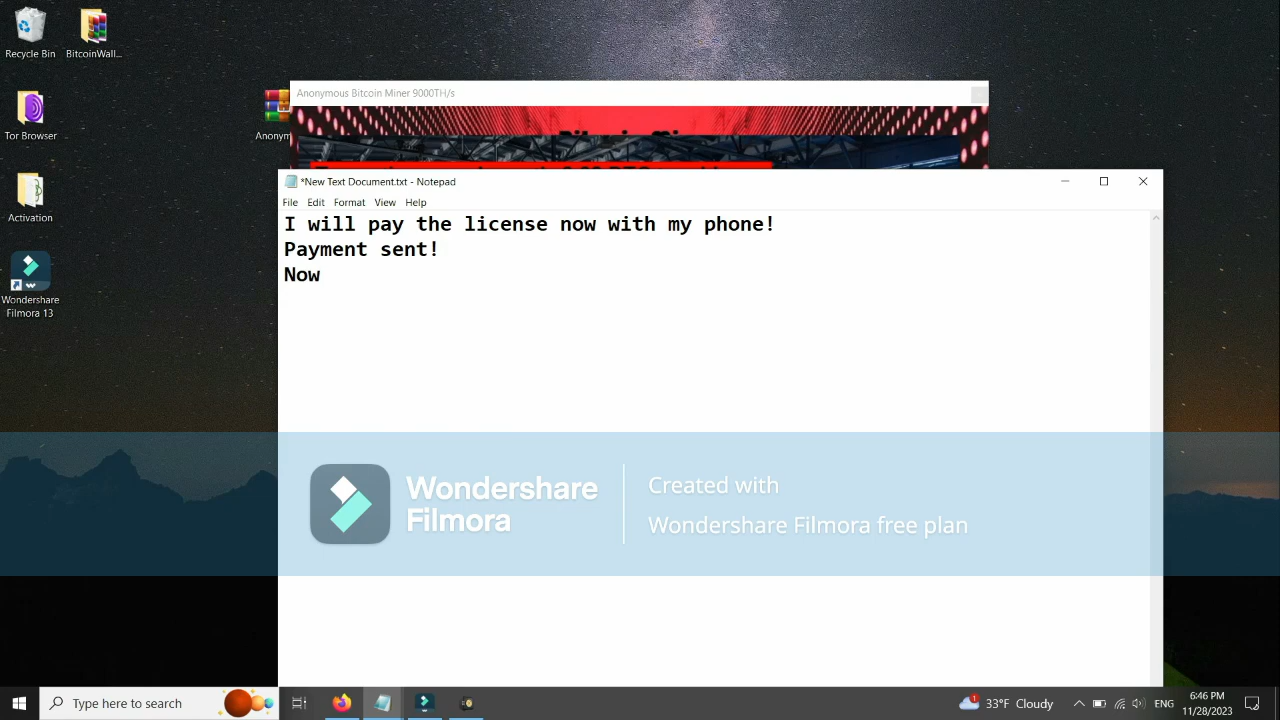 Recycle Bin
BitcoinWall...
Tor Browser
Anonym
Activation
Wondershare
Filmora 13
Anonymous Bitcoin Miner 9000TH/s
*New Text Document.txt - Notepad
File Edit Format View Help
I will pay the license now with my phone!
Payment sent!
Now
Wondershare
Filmora
Created with
Wondershare Filmora free plan
Type here to search
33°F Cloudy
ENG
6:46 PM
11/28/2023